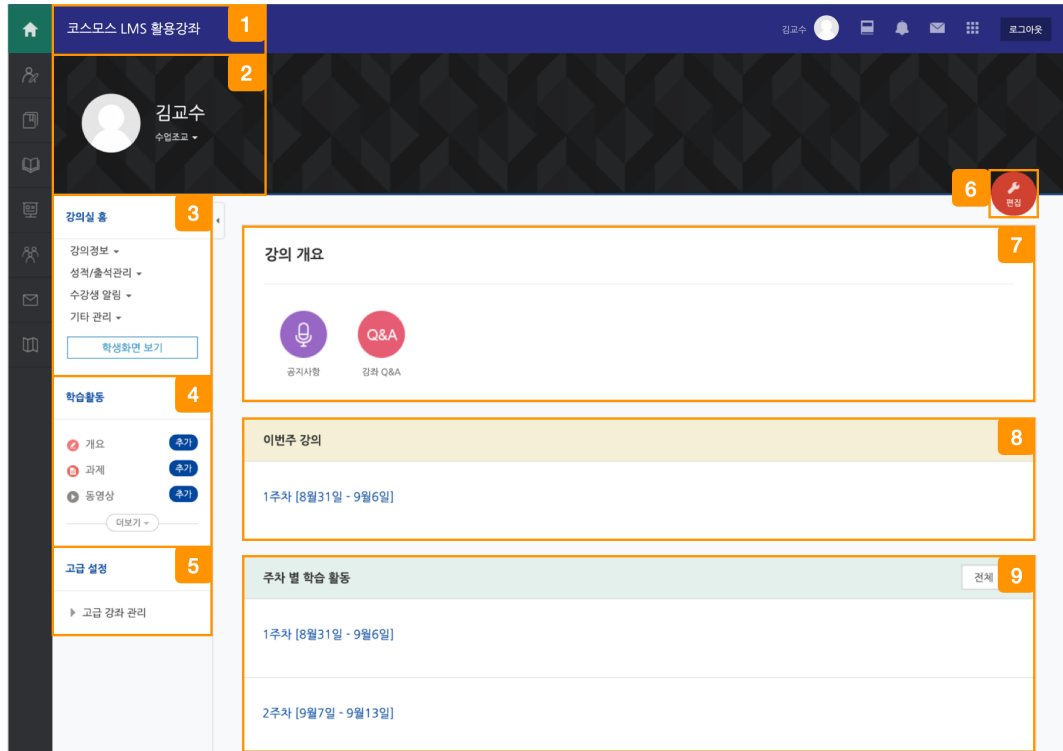 코스모스 LMS 활용강좌
1
김교수
로그아웃
2
김교수
수업조교
3
강의실 홈
강의정보
성적/출석관리
수강생 알림
기타 관리
학생화면 보기
4
학습활동
개요 추가
과제 추가
동영상 추가
더보기
5
고급 설정
고급 강좌 관리
6
편집
7
강의 개요
Q&A
공지사항
강좌 Q&A
8
이번주 강의
1주차 [8월31일 - 9월6일]
9
주차 별 학습 활동
전체
1주차 [8월31일 - 9월6일]
2주차 [9월7일 - 9월13일]